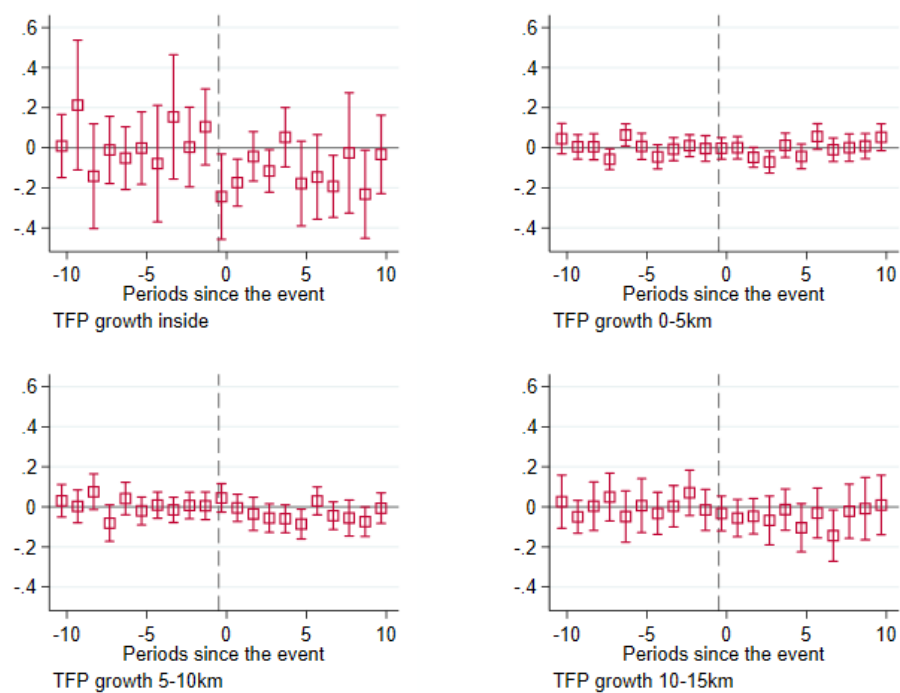 .6
.4
.2
0
-.2
-.4
-10 -5 0 5 10
Periods since the event
TFP growth inside
.6
.4
.2
0
-.2
-.4
-10 -5 0 5 10
Periods since the event
TFP growth 0-5km
.6
.4
.2
0
-.2
-.4
-10 -5 0 5 10
Periods since the event
TFP growth 5-10km
.6
.4
.2
0
-.2
-.4
-10 -5 0 5 10
Periods since the event
TFP growth 10-15km